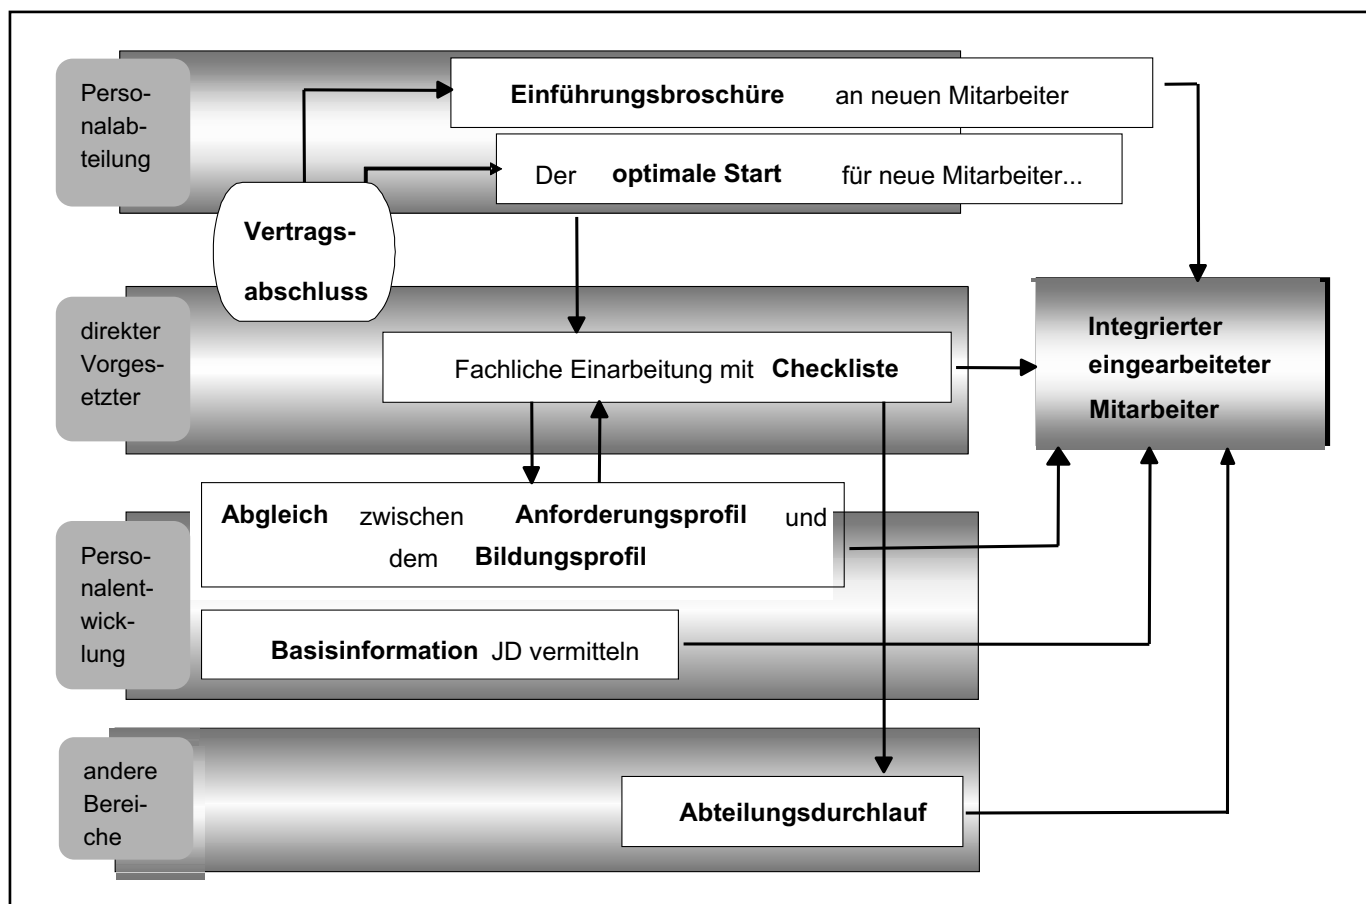 Perso-
nalab-
teilung
Einführungsbroschüre an neuen Mitarbeiter
Der optimale Start für neue Mitarbeiter...
Vertrags-
abschluss
direkter
Vorges-
etzter
Fachliche Einarbeitung mit Checkliste
Integrierter
eingearbeiteter
Mitarbeiter
Perso-
nalent-
wick-
lung
Abgleich zwischen Anforderungsprofil und
dem Bildungsprofil
Basisinformation JD vermitteln
andere
Berei-
che
Abteilungsdurchlauf